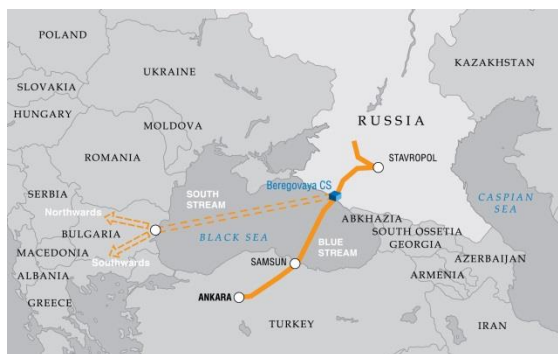 POLAND
UKRAINE
KAZAKHSTAN
SLOVAKIA
HUNGARY
MOLDOVA
RUSSIA
ROMANIA
STAVROPOL
SERBIA
SOUTH
STREAM
Beregovaya CS
CASPIAN
SEA
Northwards
ABKHAZIA
BULGARIA
BLACK SEA
BLUE
STREAM
SOUTH OSSETIA
GEORGIA
MACEDONIA
Southwards
SAMSUN
AZERBAIJAN
ALBANIA
ARMENIA
GREECE
ANKARA
TURKEY
IRAN